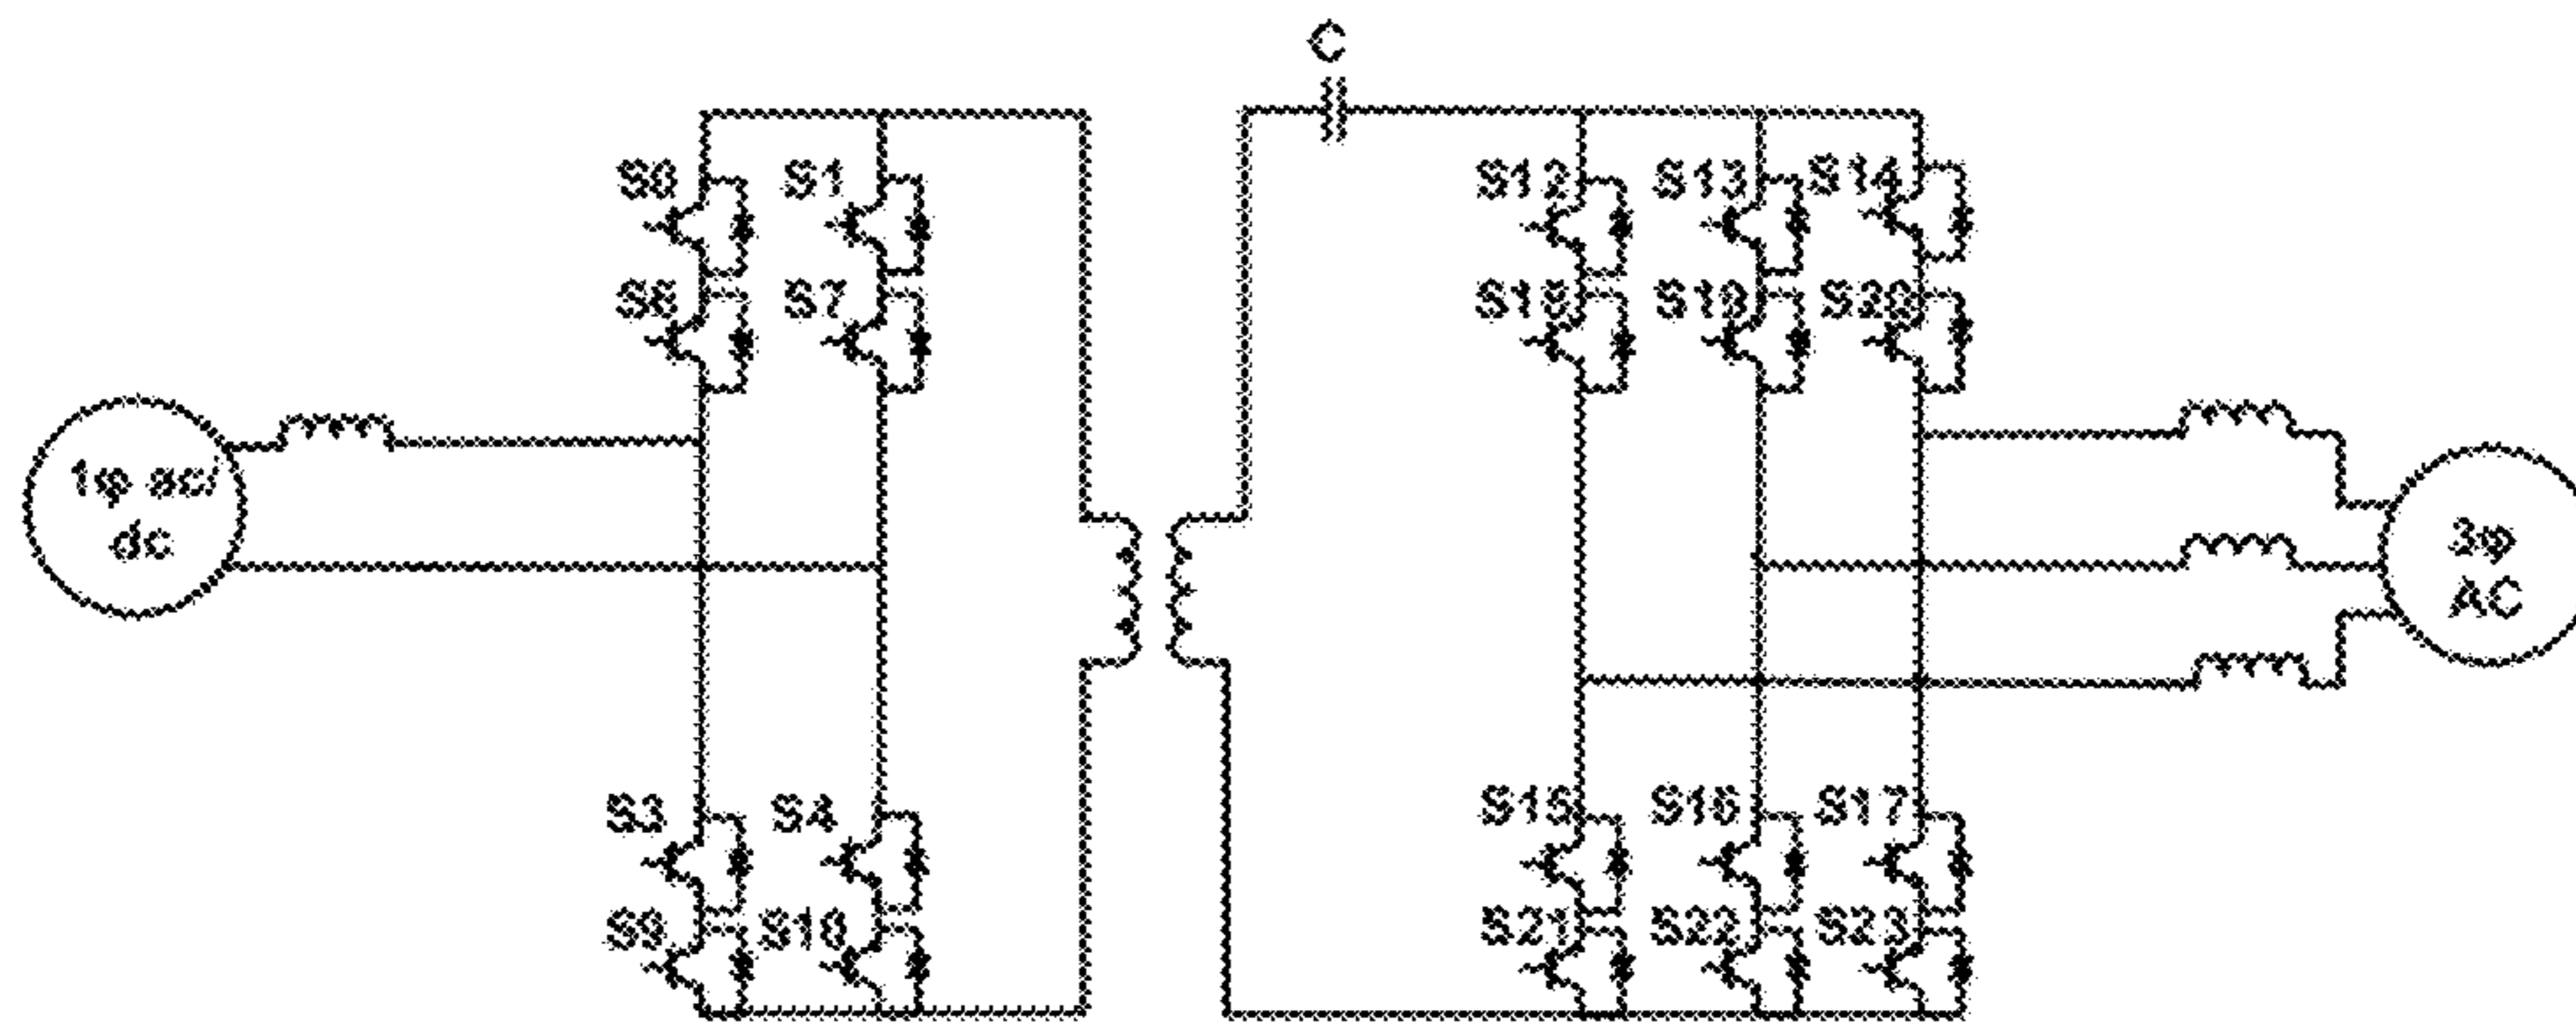 C
S0 S1 S12 S13 S14
S6 S7 S18 S19 S20
1φ ac/
dc
3φ
AC
S3 S4 S15 S16 S17
S9 S10 S21 S22 S23